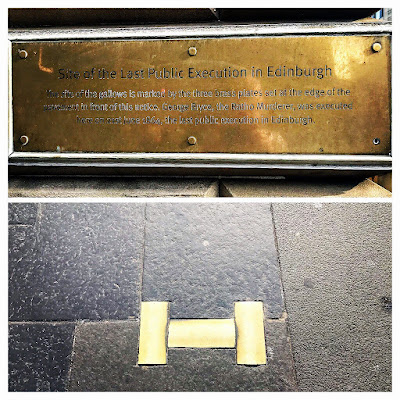 Site of the Last Public Execution in Edinburgh
The site of the gallows is marked by the three brass plates set at the edge of the
pavement in front of this notice. George Bryce, the Ratho Murderer, was executed
here on 21st June 1864, the last public execution in Edinburgh.